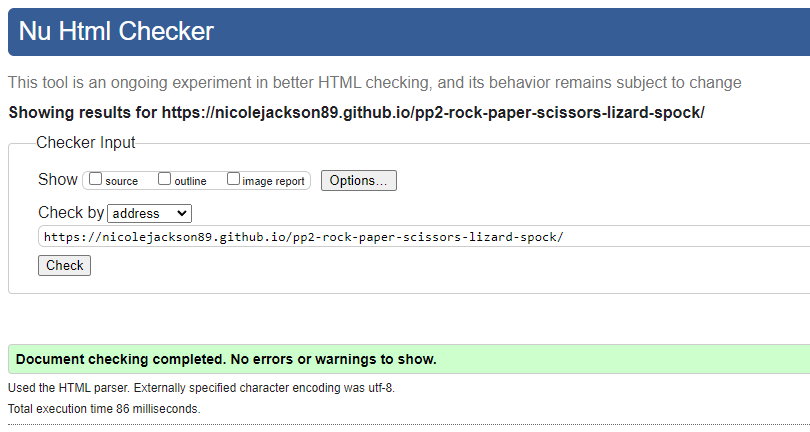 Nu Html Checker
This tool is an ongoing experiment in better HTML checking, and its behavior remains subject to change
Showing results for https://nicolejackson89.github.io/pp2-rock-paper-scissors-lizard-spock/
Checker Input
Show source outline image report Options...
Check by address
https://nicolejackson89.github.io/pp2-rock-paper-scissors-lizard-spock/
Check
Document checking completed. No errors or warnings to show.
Used the HTML parser. Externally specified character encoding was utf-8.
Total execution time 86 milliseconds.